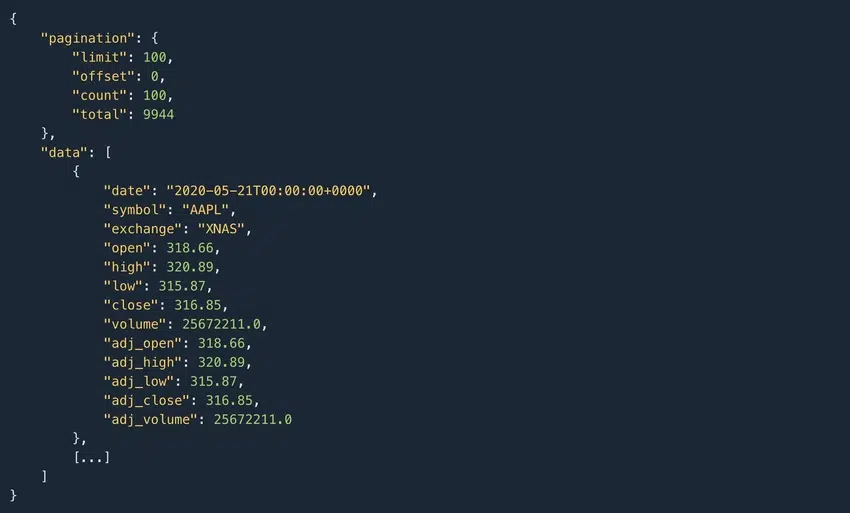 {
    "pagination": {
        "limit": 100,
        "offset": 0,
        "count": 100,
        "total": 9944
    },
    "data": [
        {
            "date": "2020-05-21T00:00:00+0000",
            "symbol": "AAPL",
            "exchange": "XNAS",
            "open": 318.66,
            "high": 320.89,
            "low": 315.87,
            "close": 316.85,
            "volume": 25672211.0,
            "adj_open": 318.66,
            "adj_high": 320.89,
            "adj_low": 315.87,
            "adj_close": 316.85,
            "adj_volume": 25672211.0
        },
        [...]
    ]
}